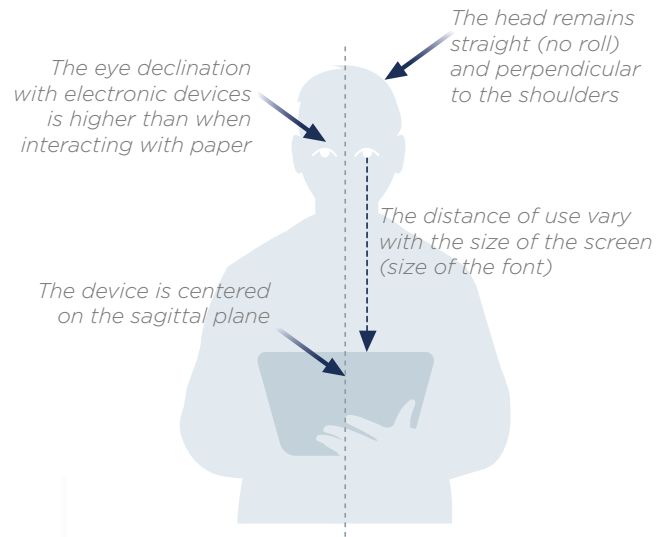 The head remains
straight (no roll)
and perpendicular
to the shoulders
The eye declination
with electronic devices
is higher than when
interacting with paper
The distance of use vary
with the size of the screen
(size of the font)
The device is centered
on the sagittal plane